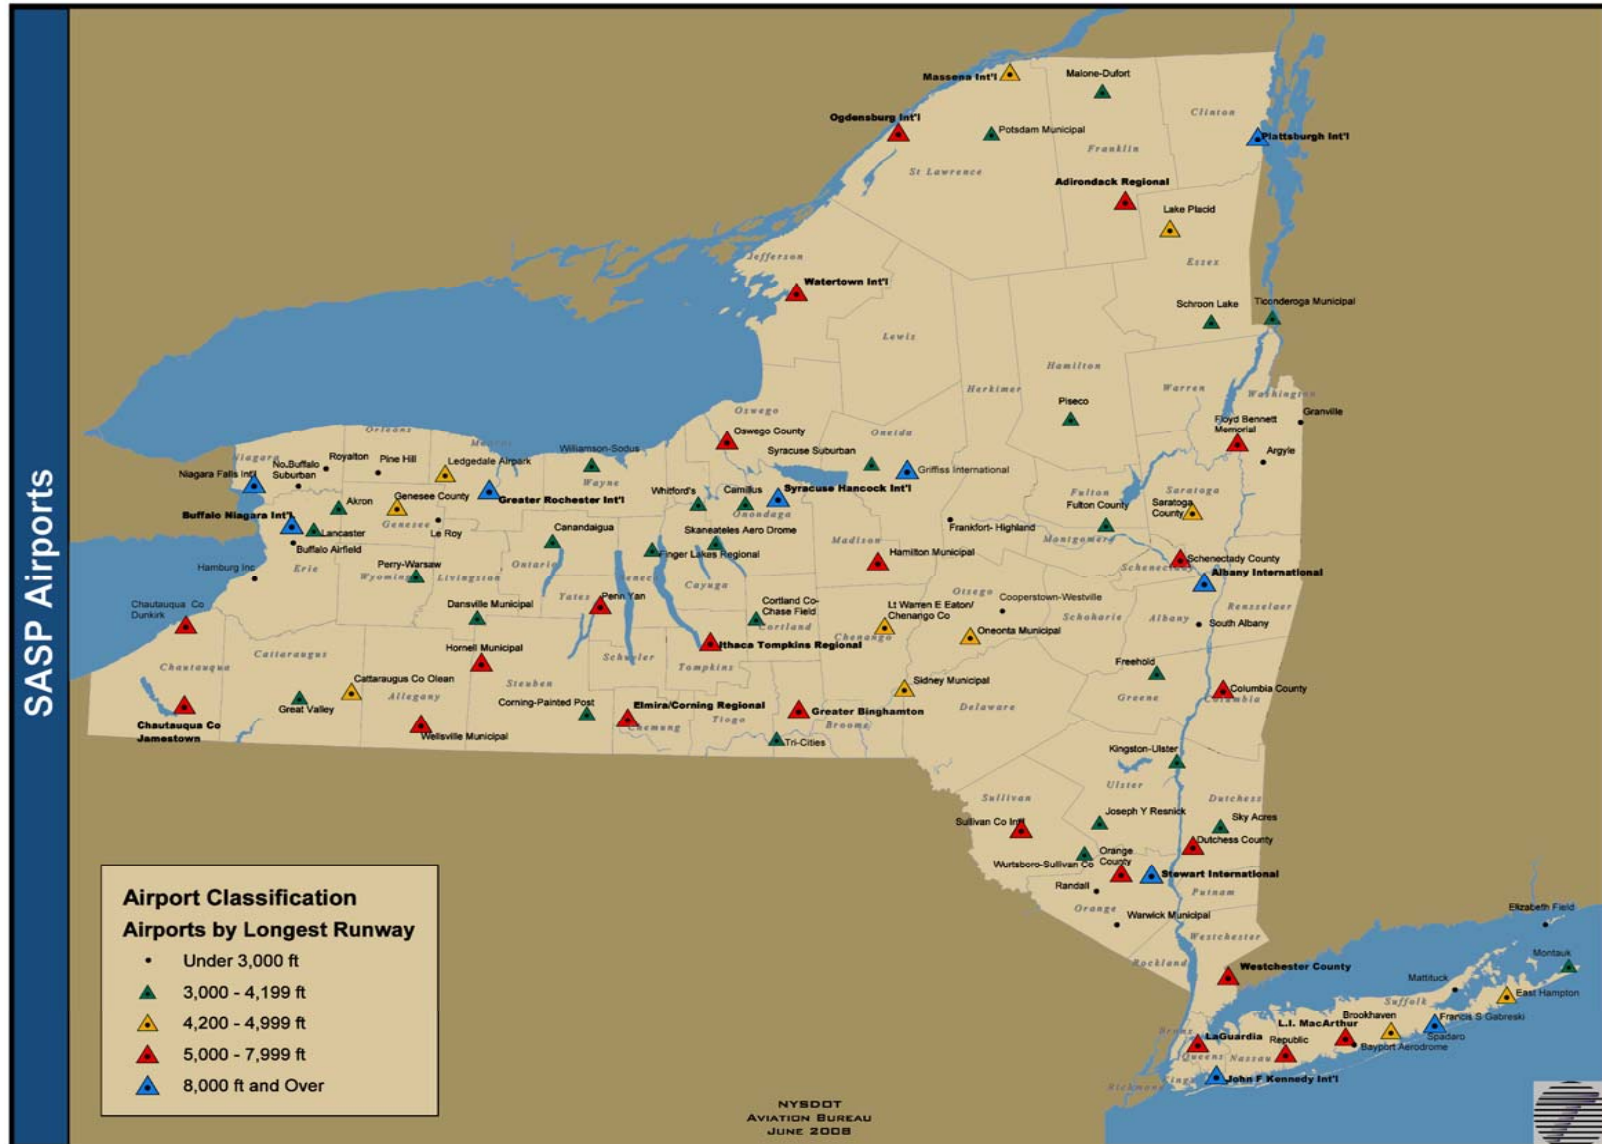 SASP Airports
Massena Int'l
Malone-Dufort
Ogdensburg Int'l
Potsdam Municipal
Clinton
Plattsburgh Int'l
Franklin
St Lawrence
Adirondack Regional
Lake Placid
Jefferson
Essex
Watertown Int'l
Schroon Lake
Ticonderoga Municipal
Lewis
Hamilton
Herkimer
Warren
Washington
Piseco
Oswego
Granville
Floyd Bennett
Memorial
Orleans
Monroe
Oswego County
Oneida
Williamson-Sodus
Syracuse Suburban
Argyle
Niagara
Royalton
Pine Hill
Ledgedale Airpark
No.Buffalo
Suburban
Niagara Falls Int'l
Griffiss International
Wayne
Whitford's
Camillus
Syracuse Hancock Int'l
Fulton
Saratoga
Genesee County
Greater Rochester Int'l
Akron
Fulton County
Saratoga
County
Buffalo Niagara Int'l
Onondaga
Genesee
Lancaster
Le Roy
Canandaigua
Skaneateles Aero Drome
Frankfort- Highland
Montgomery
Madison
Buffalo Airfield
Finger Lakes Regional
Hamilton Municipal
Schenectady County
Hamburg Inc
Erie
Perry-Warsaw
Wyoming
Livingston
Ontario
Seneca
Cayuga
Schenectady
Albany International
Otsego
Chautauqua Co
Dunkirk
Dansville Municipal
Yates
Penn Yan
Cortland Co-
Chase Field
Cortland
Lt Warren E Eaton/
Chenango Co
Cooperstown-Westville
Rensselaer
Schoharie
Albany
South Albany
Chenango
Oneonta Municipal
Hornell Municipal
Ithaca Tompkins Regional
Cattaraugus
Schuyler
Chautauqua
Tompkins
Freehold
Cattaraugus Co Olean
Steuben
Sidney Municipal
Columbia County
Allegany
Greene
Columbia
Great Valley
Corning-Painted Post
Elmira/Corning Regional
Greater Binghamton
Delaware
Chautauqua Co
Jamestown
Wellsville Municipal
Chemung
Tioga
Broome
Tri-Cities
Kingston-Ulster
Ulster
Sullivan
Dutchess
Joseph Y Resnick
Sky Acres
Sullivan Co Int'l
Dutchess County
Orange
County
Wurtsboro-Sullivan Co
Stewart International
Randall
Putnam
Orange
Warwick Municipal
Elizabeth Field
Westchester
Rockland
Westchester County
Montauk
Mattituck
East Hampton
Suffolk
Brookhaven
L.I. MacArthur
Francis S Gabreski
Bronx
LaGuardia
Republic
Spadaro
Bayport Aerodrome
Queens
Nassau
John F Kennedy Int'l
Kings
Richmond
Airport Classification
Airports by Longest Runway
Under 3,000 ft
3,000 - 4,199 ft
4,200 - 4,999 ft
5,000 - 7,999 ft
8,000 ft and Over
NYSDOT
AVIATION BUREAU
JUNE 2008